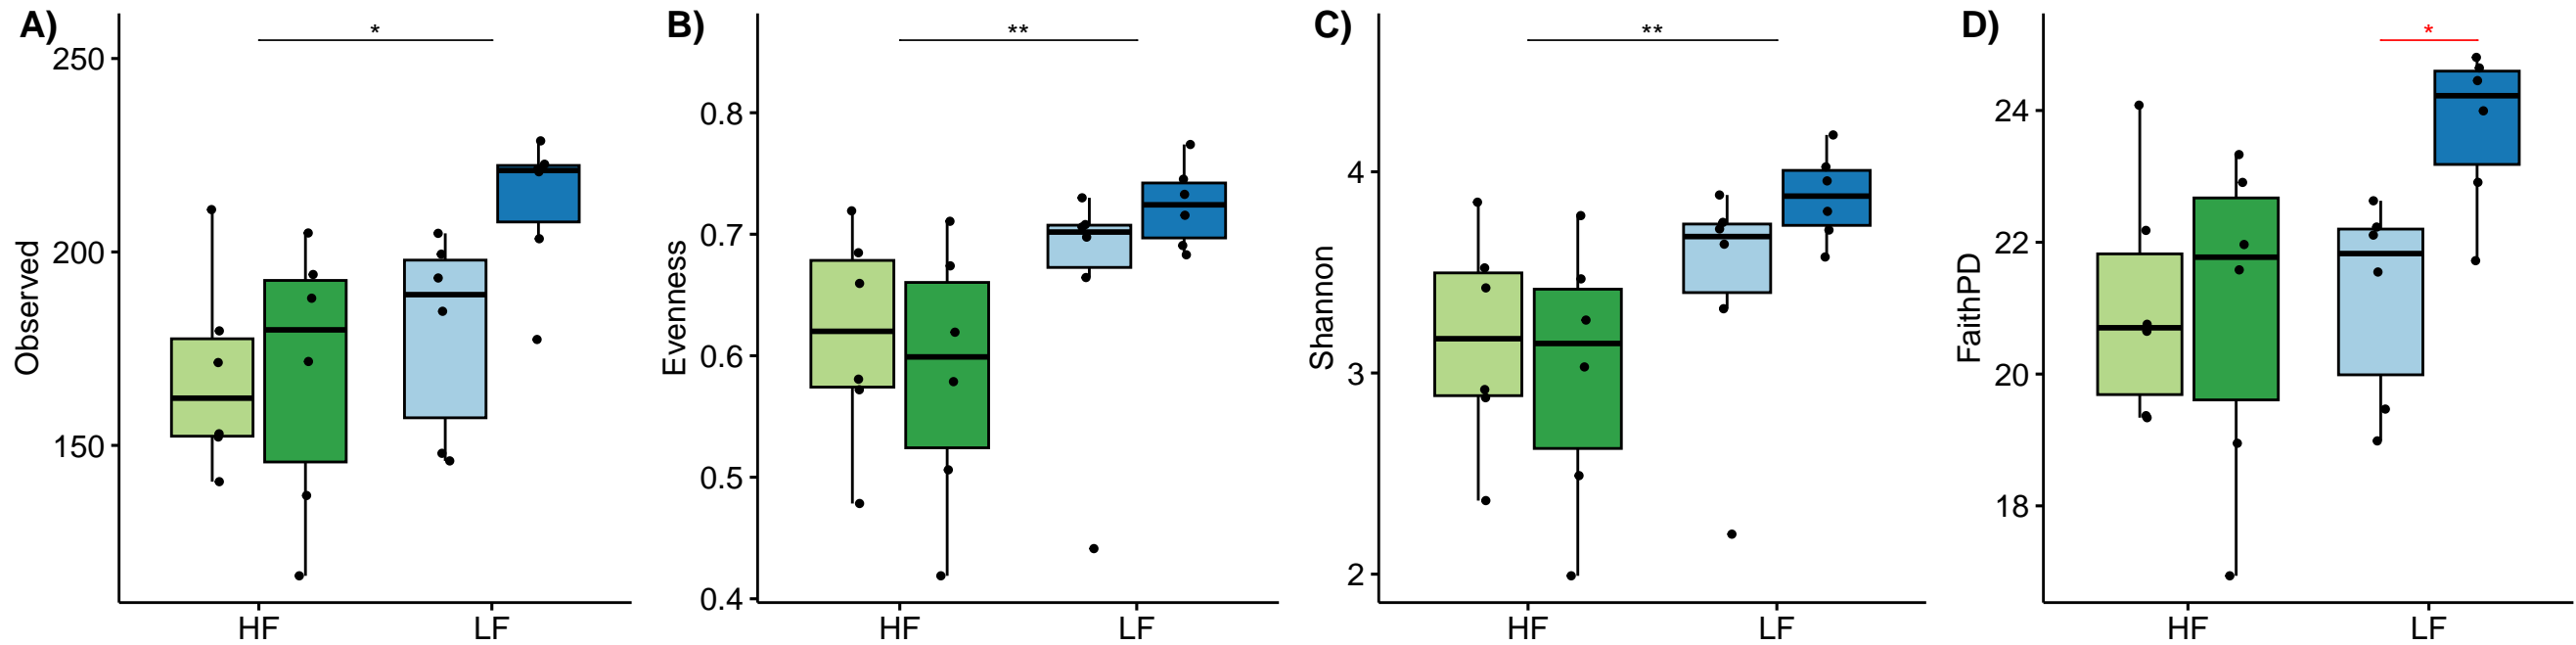 A)
*
250
200
150
Observed
HF
LF
B)
**
0.8
0.7
0.6
0.5
0.4
Evenness
HF
LF
C)
**
4
3
2
Shannon
HF
LF
D)
*
24
22
20
18
FaithPD
HF
LF